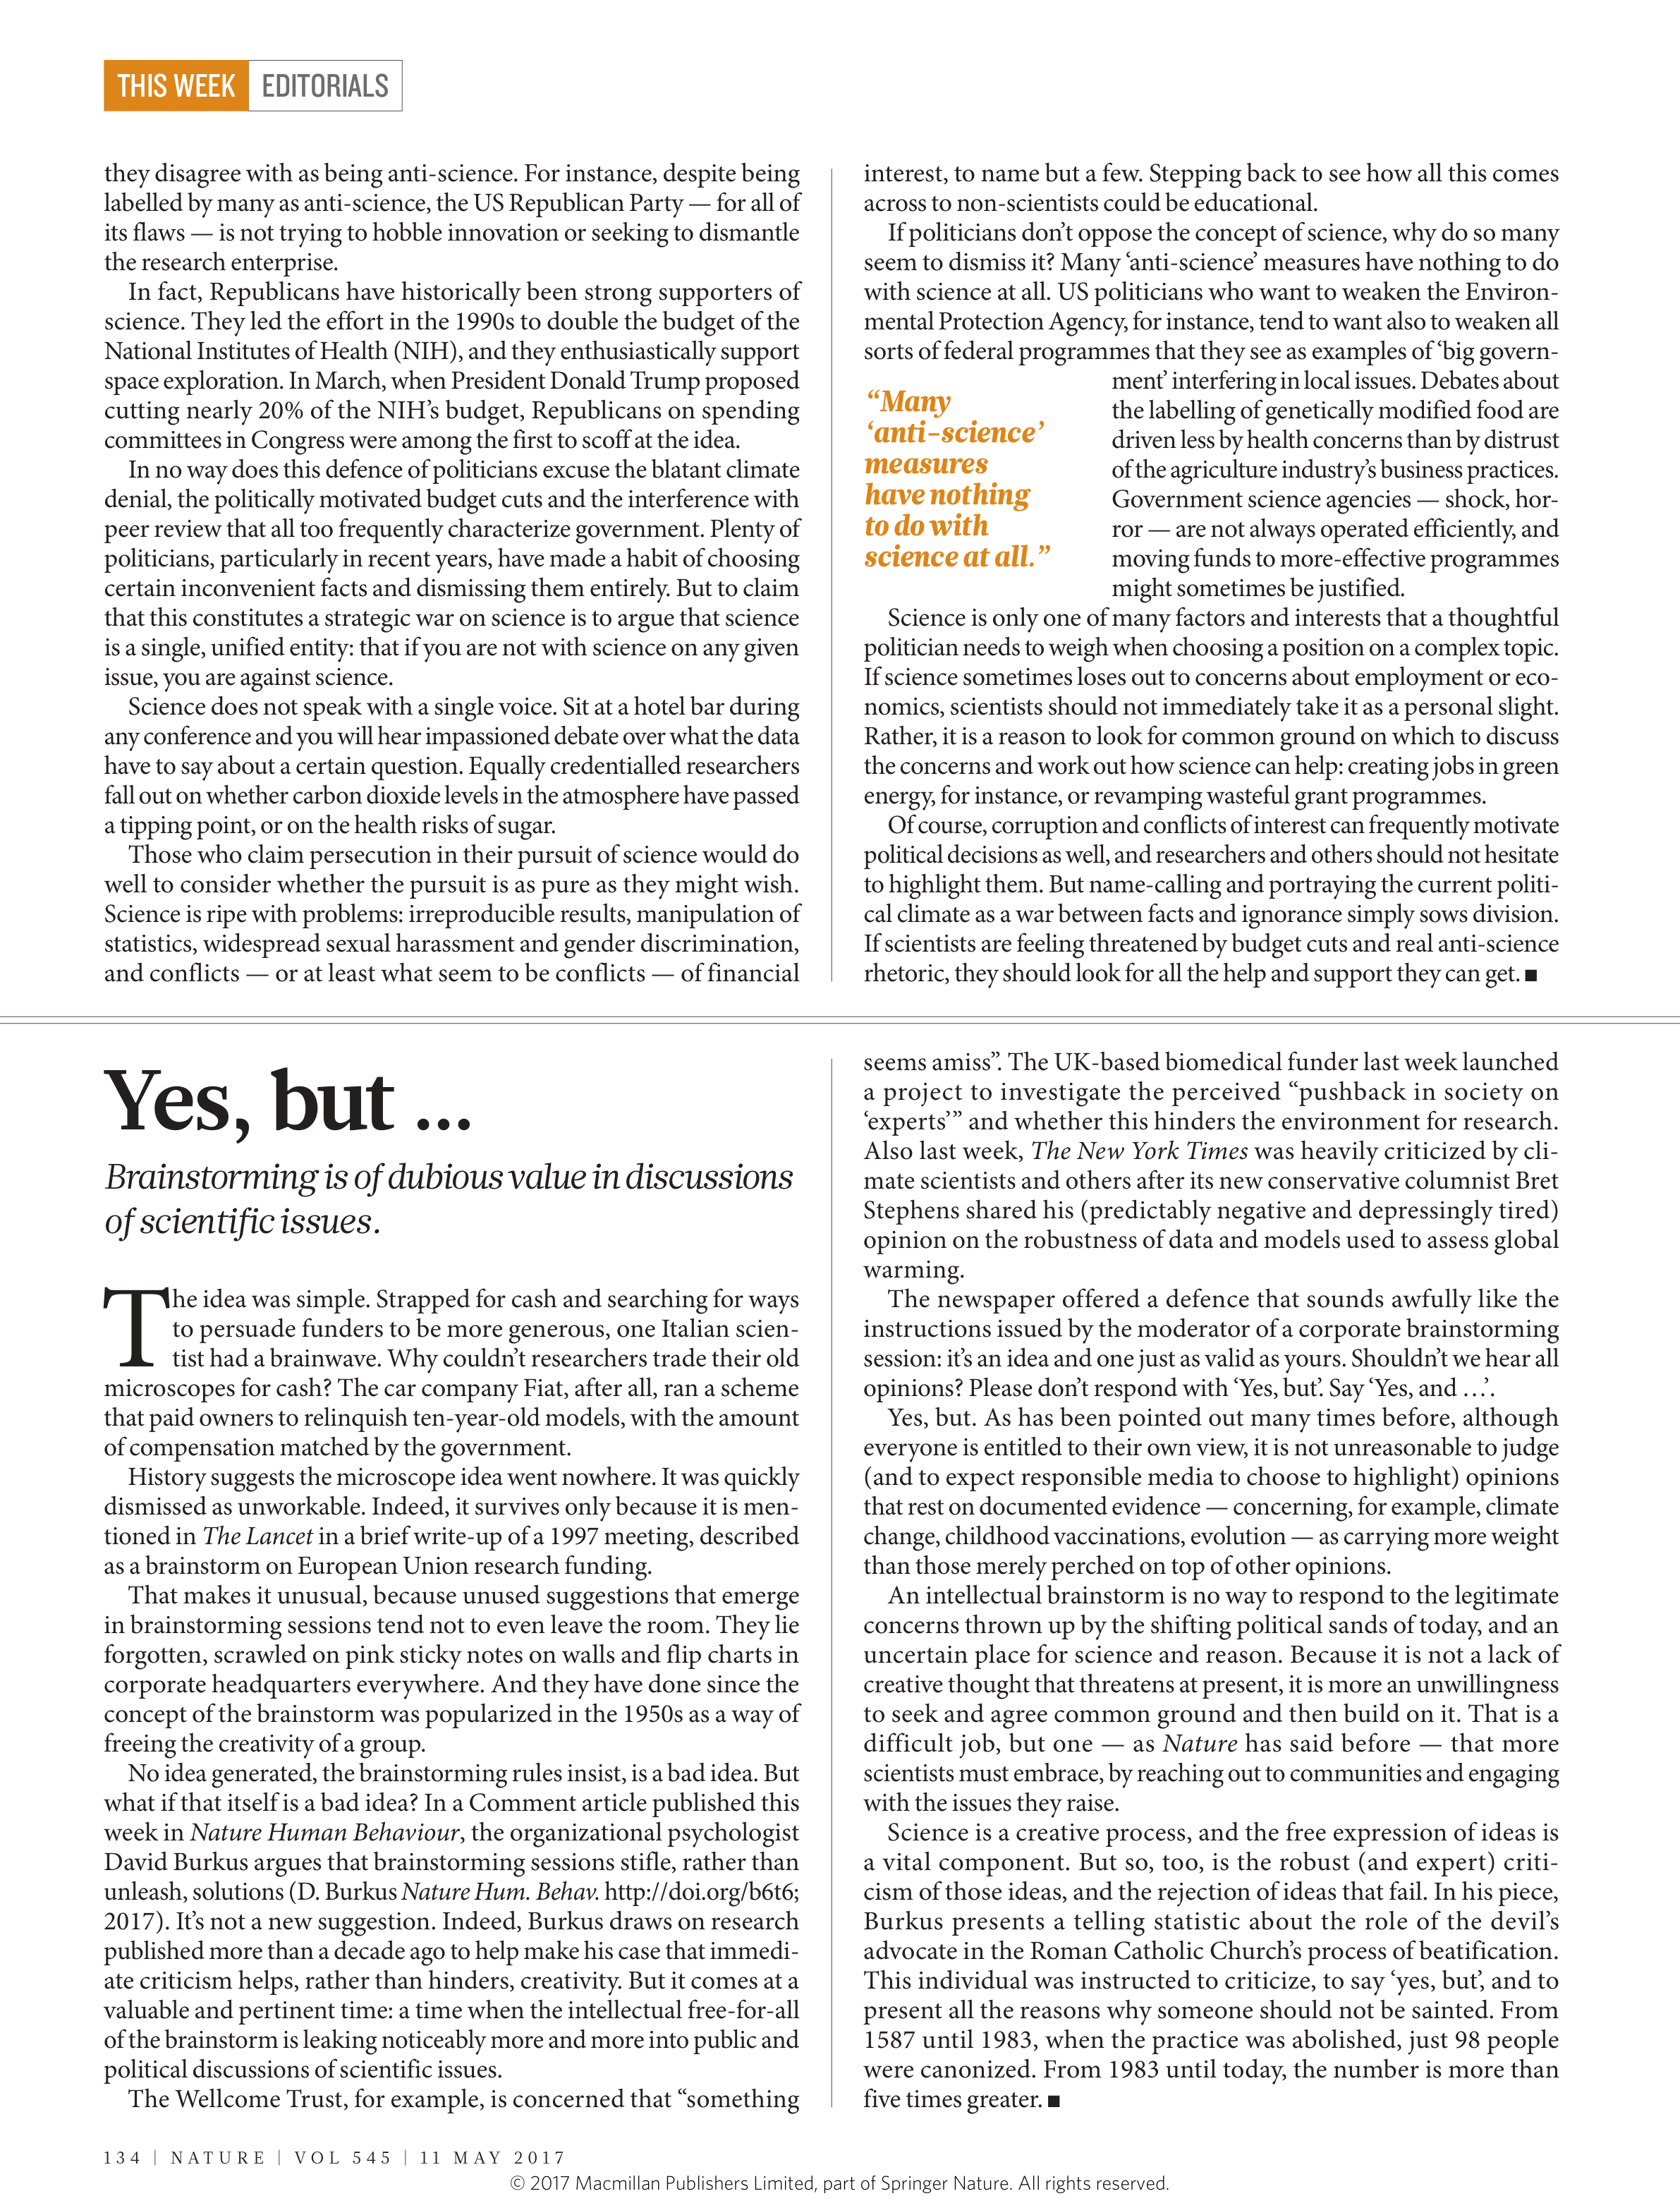 THIS WEEK EDITORIALS
they disagree with as being anti-science. For instance, despite being
labelled by many as anti-science, the US Republican Party — for all of
its flaws — is not trying to hobble innovation or seeking to dismantle
the research enterprise.
In fact, Republicans have historically been strong supporters of
science. They led the effort in the 1990s to double the budget of the
National Institutes of Health (NIH), and they enthusiastically support
space exploration. In March, when President Donald Trump proposed
cutting nearly 20% of the NIH’s budget, Republicans on spending
committees in Congress were among the first to scoff at the idea.
In no way does this defence of politicians excuse the blatant climate
denial, the politically motivated budget cuts and the interference with
peer review that all too frequently characterize government. Plenty of
politicians, particularly in recent years, have made a habit of choosing
certain inconvenient facts and dismissing them entirely. But to claim
that this constitutes a strategic war on science is to argue that science
is a single, unified entity: that if you are not with science on any given
issue, you are against science.
Science does not speak with a single voice. Sit at a hotel bar during
any conference and you will hear impassioned debate over what the data
have to say about a certain question. Equally credentialled researchers
fall out on whether carbon dioxide levels in the atmosphere have passed
a tipping point, or on the health risks of sugar.
Those who claim persecution in their pursuit of science would do
well to consider whether the pursuit is as pure as they might wish.
Science is ripe with problems: irreproducible results, manipulation of
statistics, widespread sexual harassment and gender discrimination,
and conflicts — or at least what seem to be conflicts — of financial
interest, to name but a few. Stepping back to see how all this comes
across to non-scientists could be educational.
If politicians don’t oppose the concept of science, why do so many
seem to dismiss it? Many ‘anti-science’ measures have nothing to do
with science at all. US politicians who want to weaken the Environ-
mental Protection Agency, for instance, tend to want also to weaken all
sorts of federal programmes that they see as examples of ‘big govern-
ment’ interfering in local issues. Debates about
the labelling of genetically modified food are
driven less by health concerns than by distrust
of the agriculture industry’s business practices.
Government science agencies — shock, hor-
ror — are not always operated efficiently, and
moving funds to more-effective programmes
might sometimes be justified.
“Many
‘anti-science’
measures
have nothing
to do with
science at all.”
Science is only one of many factors and interests that a thoughtful
politician needs to weigh when choosing a position on a complex topic.
If science sometimes loses out to concerns about employment or eco-
nomics, scientists should not immediately take it as a personal slight.
Rather, it is a reason to look for common ground on which to discuss
the concerns and work out how science can help: creating jobs in green
energy, for instance, or revamping wasteful grant programmes.
Of course, corruption and conflicts of interest can frequently motivate
political decisions as well, and researchers and others should not hesitate
to highlight them. But name-calling and portraying the current politi-
cal climate as a war between facts and ignorance simply sows division.
If scientists are feeling threatened by budget cuts and real anti-science
rhetoric, they should look for all the help and support they can get. ■
Yes, but ...
Brainstorming is of dubious value in discussions
of scientific issues.
The idea was simple. Strapped for cash and searching for ways
to persuade funders to be more generous, one Italian scien-
tist had a brainwave. Why couldn’t researchers trade their old
microscopes for cash? The car company Fiat, after all, ran a scheme
that paid owners to relinquish ten-year-old models, with the amount
of compensation matched by the government.
History suggests the microscope idea went nowhere. It was quickly
dismissed as unworkable. Indeed, it survives only because it is men-
tioned in The Lancet in a brief write-up of a 1997 meeting, described
as a brainstorm on European Union research funding.
That makes it unusual, because unused suggestions that emerge
in brainstorming sessions tend not to even leave the room. They lie
forgotten, scrawled on pink sticky notes on walls and flip charts in
corporate headquarters everywhere. And they have done since the
concept of the brainstorm was popularized in the 1950s as a way of
freeing the creativity of a group.
No idea generated, the brainstorming rules insist, is a bad idea. But
what if that itself is a bad idea? In a Comment article published this
week in Nature Human Behaviour, the organizational psychologist
David Burkus argues that brainstorming sessions stifle, rather than
unleash, solutions (D. Burkus Nature Hum. Behav. http://doi.org/b6t6;
2017). It’s not a new suggestion. Indeed, Burkus draws on research
published more than a decade ago to help make his case that immedi-
ate criticism helps, rather than hinders, creativity. But it comes at a
valuable and pertinent time: a time when the intellectual free-for-all
of the brainstorm is leaking noticeably more and more into public and
political discussions of scientific issues.
The Wellcome Trust, for example, is concerned that “something
seems amiss”. The UK-based biomedical funder last week launched
a project to investigate the perceived “pushback in society on
‘experts’” and whether this hinders the environment for research.
Also last week, The New York Times was heavily criticized by cli-
mate scientists and others after its new conservative columnist Bret
Stephens shared his (predictably negative and depressingly tired)
opinion on the robustness of data and models used to assess global
warming.
The newspaper offered a defence that sounds awfully like the
instructions issued by the moderator of a corporate brainstorming
session: it’s an idea and one just as valid as yours. Shouldn’t we hear all
opinions? Please don’t respond with ‘Yes, but’. Say ‘Yes, and …’.
Yes, but. As has been pointed out many times before, although
everyone is entitled to their own view, it is not unreasonable to judge
(and to expect responsible media to choose to highlight) opinions
that rest on documented evidence — concerning, for example, climate
change, childhood vaccinations, evolution — as carrying more weight
than those merely perched on top of other opinions.
An intellectual brainstorm is no way to respond to the legitimate
concerns thrown up by the shifting political sands of today, and an
uncertain place for science and reason. Because it is not a lack of
creative thought that threatens at present, it is more an unwillingness
to seek and agree common ground and then build on it. That is a
difficult job, but one — as Nature has said before — that more
scientists must embrace, by reaching out to communities and engaging
with the issues they raise.
Science is a creative process, and the free expression of ideas is
a vital component. But so, too, is the robust (and expert) criti-
cism of those ideas, and the rejection of ideas that fail. In his piece,
Burkus presents a telling statistic about the role of the devil’s
advocate in the Roman Catholic Church’s process of beatification.
This individual was instructed to criticize, to say ‘yes, but’, and to
present all the reasons why someone should not be sainted. From
1587 until 1983, when the practice was abolished, just 98 people
were canonized. From 1983 until today, the number is more than
five times greater. ■
134 | NATURE | VOL 545 | 11 MAY 2017
© 2017 Macmillan Publishers Limited, part of Springer Nature. All rights reserved.